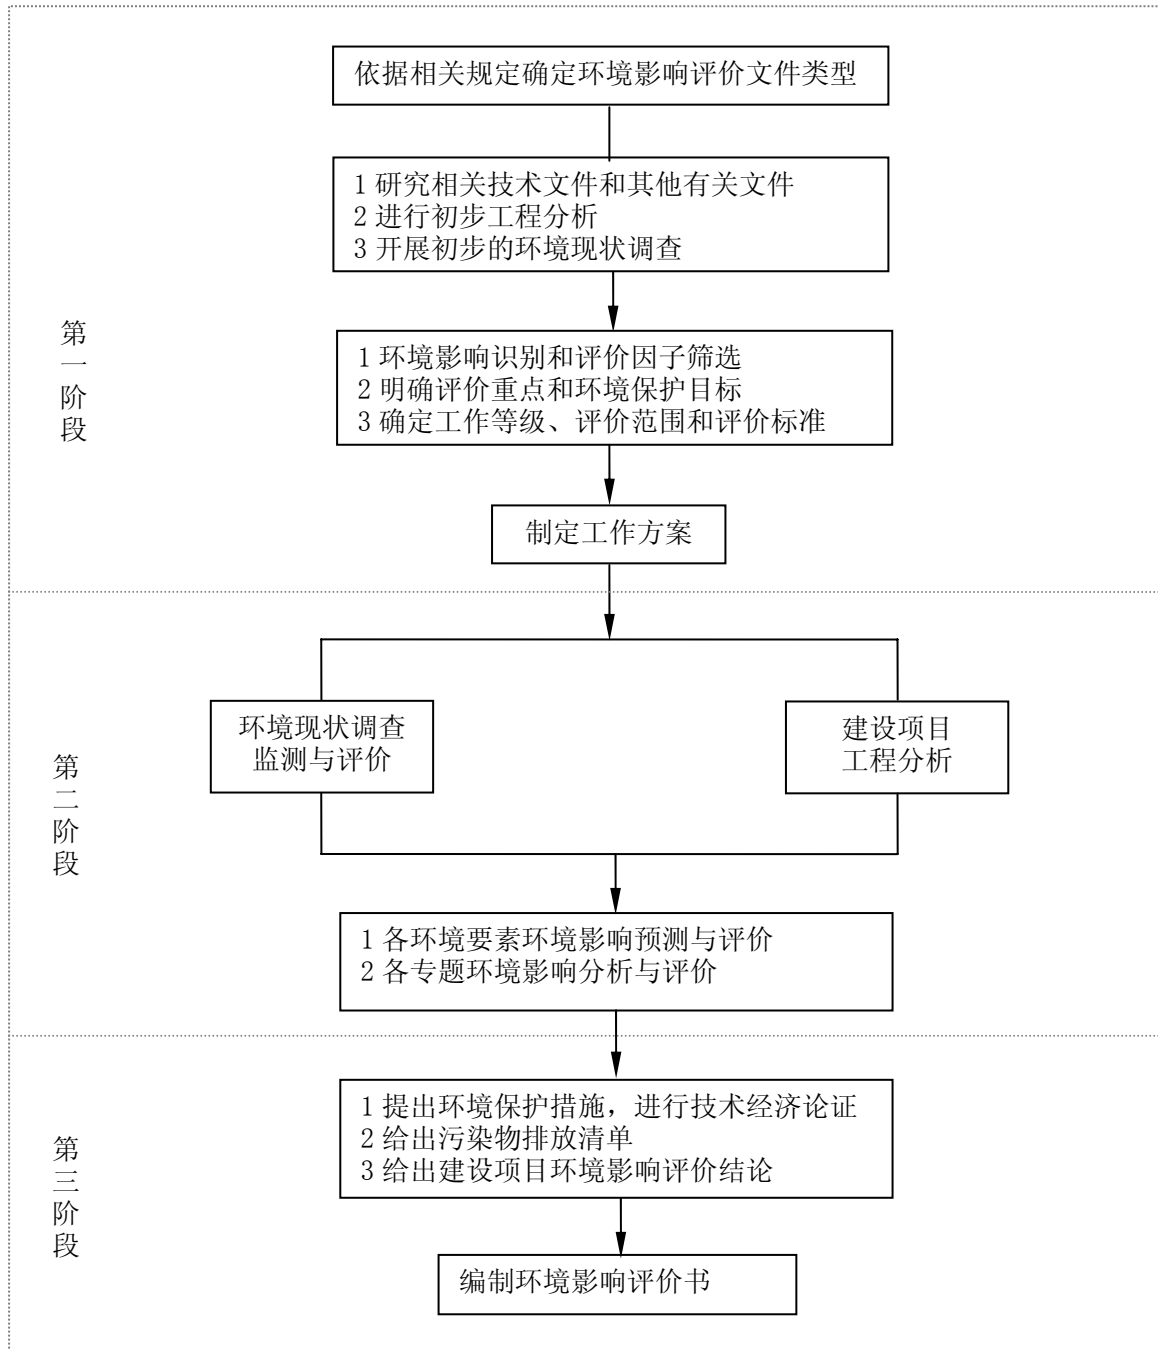 依据相关规定确定环境影响评价文件类型
1 研究相关技术文件和其他有关文件
2 进行初步工程分析
3 开展初步的环境现状调查
第一阶段
1 环境影响识别和评价因子筛选
2 明确评价重点和环境保护目标
3 确定工作等级、评价范围和评价标准
制定工作方案
第二阶段
环境现状调查
监测与评价
建设项目
工程分析
1 各环境要素环境影响预测与评价
2 各专题环境影响分析与评价
第三阶段
1 提出环境保护措施，进行技术经济论证
2 给出污染物排放清单
3 给出建设项目环境影响评价结论
编制环境影响评价书